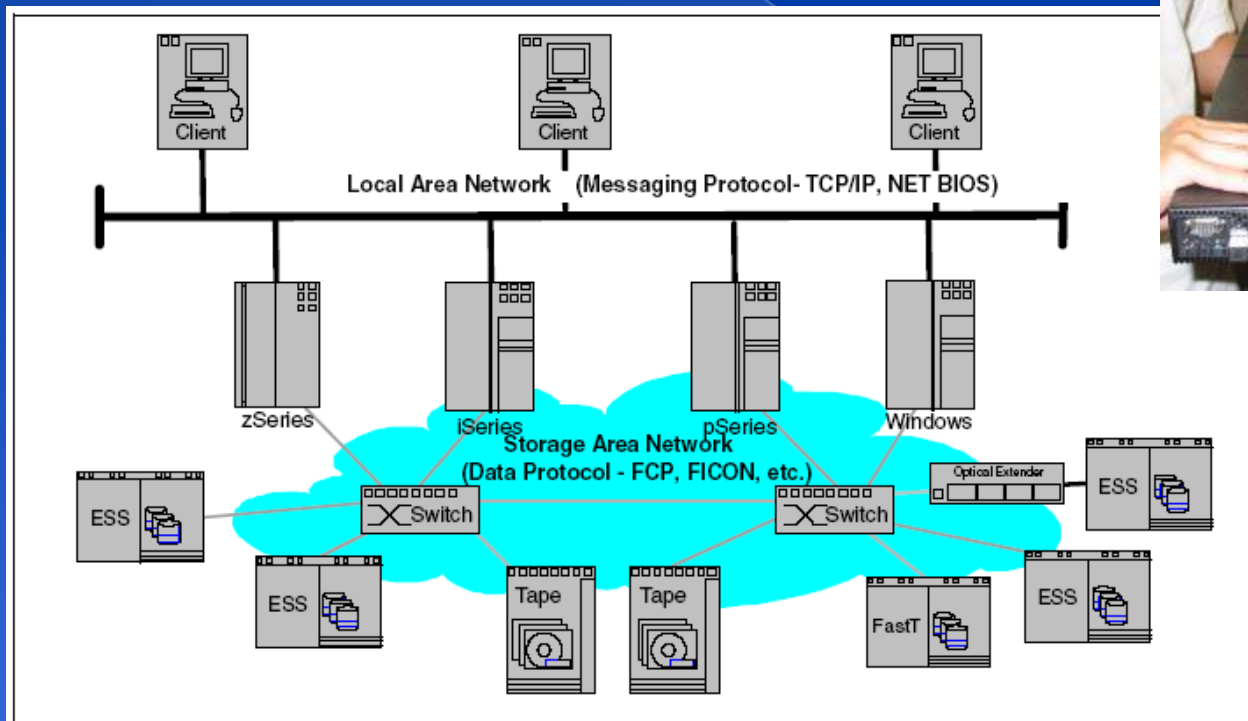 Client
Client
Client
Local Area Network (Messaging Protocol- TCP/IP, NET BIOS)
zSeries
iSeries
pSeries
Windows
Storage Area Network
(Data Protocol - FCP, FICON, etc.)
Optical Extender
ESS
ESS
Switch
Switch
ESS
Tape
Tape
FastT
ESS